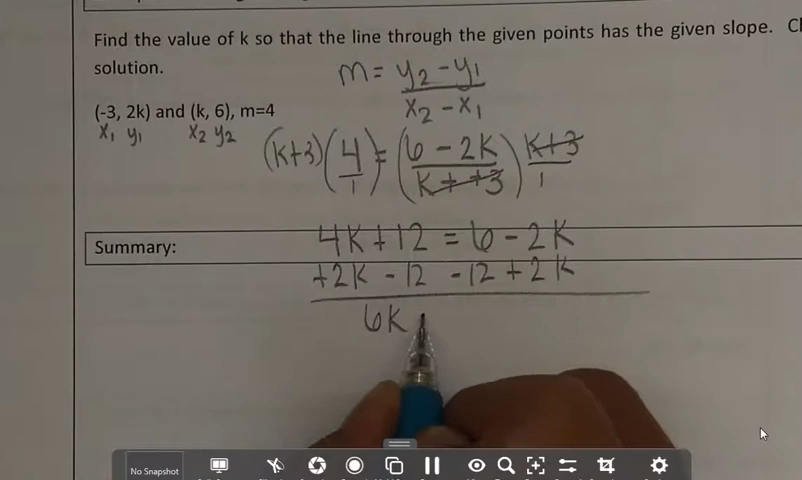 Find the value of k so that the line through the given points has the given slope.
solution.
m = y₂ - y₁
x₂ - x₁
(-3, 2k) and (k, 6), m=4
x₁ y₁ x₂ y₂
(k+3)(4/1) = (6 - 2k / k + +3) k+3/1
Summary:
4k + 12 = 6 - 2k
+2k - 12 - 12 + 2k
6k
No Snapshot